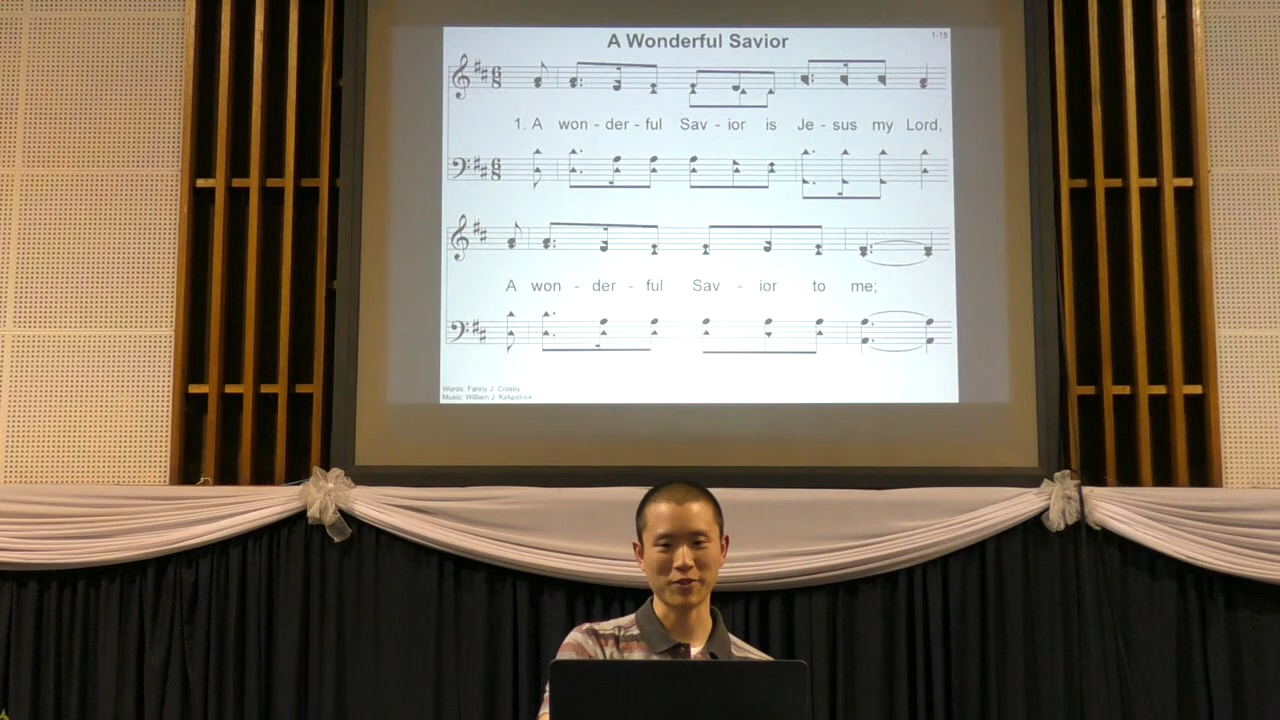 A Wonderful Savior
1-15
1. A won - der - ful Sav - ior is Je - sus my Lord,
A won - der - ful Sav - ior to me;
Words: Fanny J. Crosby
Music: William J. Kirkpatrick